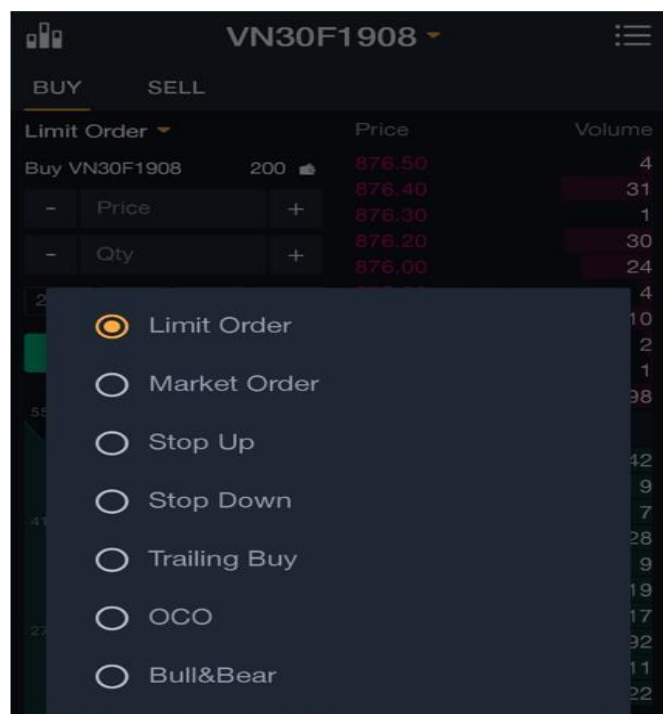 VN30F1908
BUY SELL
Limit Order Price Volume
Buy VN30F1908 200 876.50 4
876.40 31
- Price + 876.30 1
876.20 30
- Qty + 876.00 24
4
Limit Order 10
2
Market Order 1
98
Stop Up
42
9
Stop Down 7
28
Trailing Buy 9
19
OCO 17
92
Bull&Bear 11
22